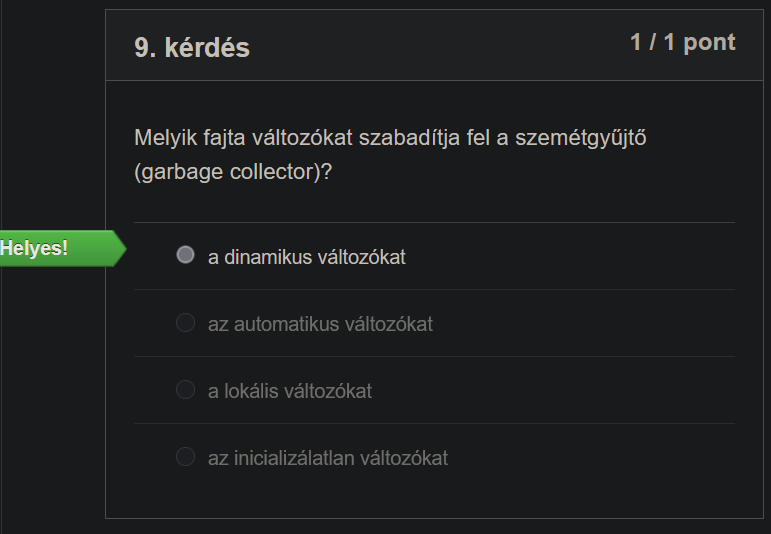 9. kérdés
1 / 1 pont
Melyik fajta változókat szabadítja fel a szemétgyűjtő
(garbage collector)?
Helyes!
a dinamikus változókat
az automatikus változókat
a lokális változókat
az inicializálatlan változókat